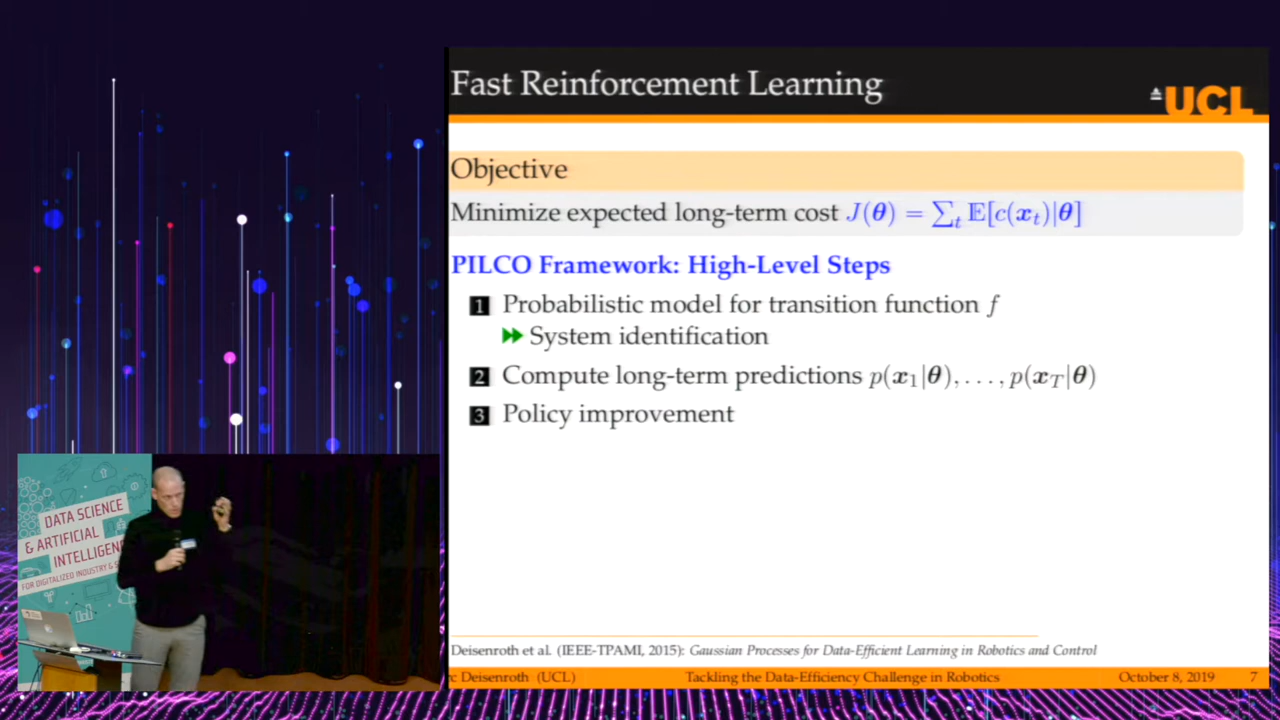 Fast Reinforcement Learning
UCL
Objective
Minimize expected long-term cost J(θ) = ∑ₜ 𝔼[c(𝒙ₜ)|θ]
PILCO Framework: High-Level Steps
1 Probabilistic model for transition function f
System identification
2 Compute long-term predictions p(𝒙₁|θ), . . . , p(𝒙_T|θ)
3 Policy improvement
Deisenroth et al. (IEEE-TPAMI, 2015): Gaussian Processes for Data-Efficient Learning in Robotics and Control
rc Deisenroth (UCL) Tackling the Data-Efficiency Challenge in Robotics October 8, 2019 7
DATA SCIENCE
& ARTIFICIAL
INTELLIGEN
FOR DIGITALIZED INDUSTRY & S